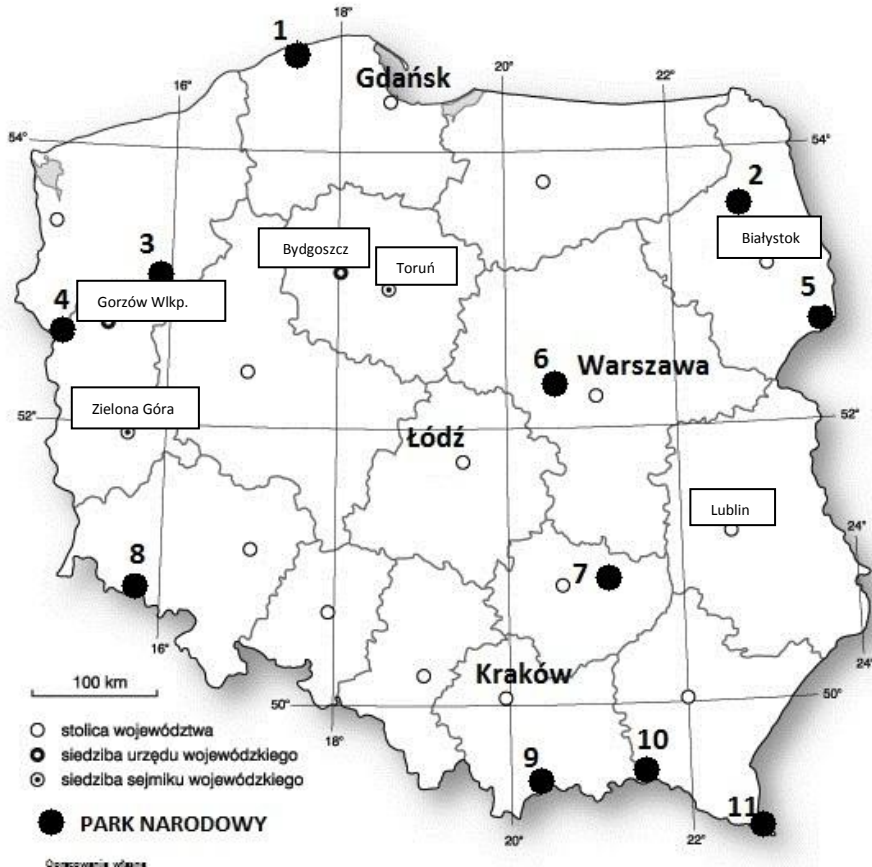 1
18°
Gdańsk
20°
22°
16°
54°
54°
2
Białystok
3
Bydgoszcz
Toruń
4
Gorzów Wlkp.
5
6
Warszawa
52°
52°
Zielona Góra
Łódź
Lublin
24°
8
7
16°
24°
Kraków
100 km
50°
50°
18°
stolica województwa
siedziba urzędu wojewódzkiego
siedziba sejmiku wojewódzkiego
9
10
PARK NARODOWY
11
20°
22°
Opracowanie własne